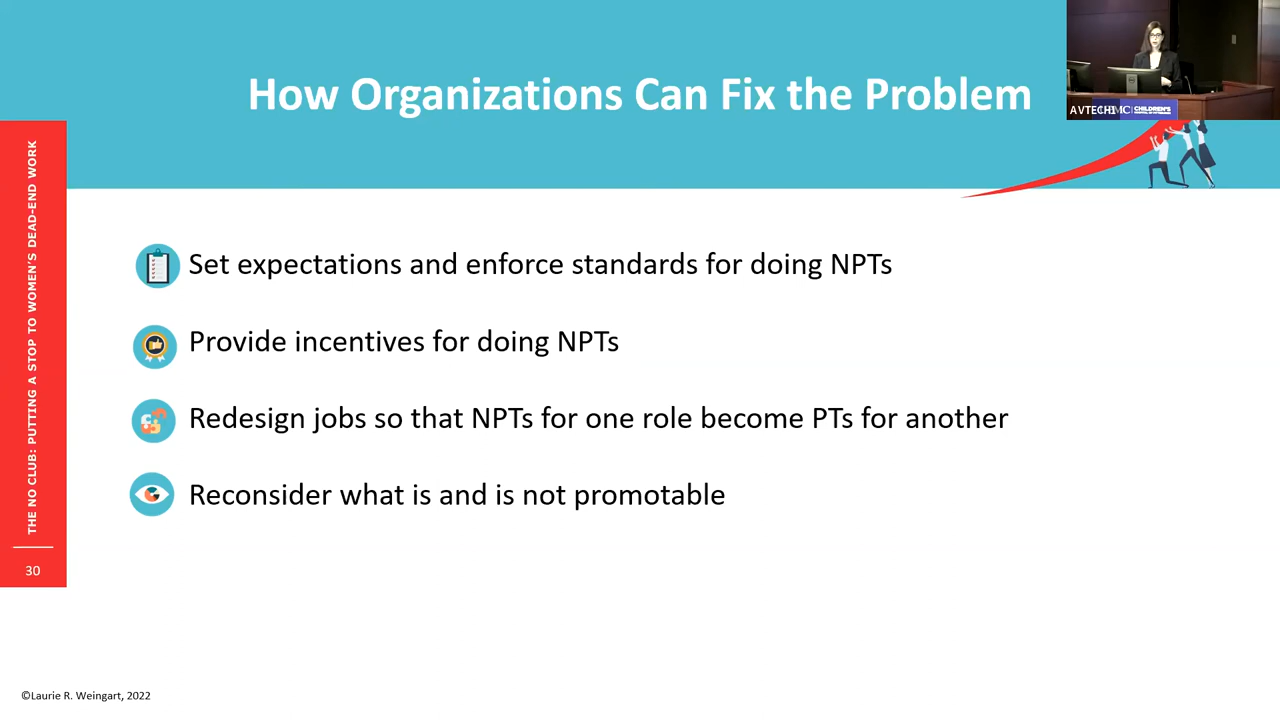 How Organizations Can Fix the Problem
AVTECH
CHILDREN'S
THE NO CLUB: PUTTING A STOP TO WOMEN'S DEAD-END WORK
30
Set expectations and enforce standards for doing NPTs
Provide incentives for doing NPTs
Redesign jobs so that NPTs for one role become PTs for another
Reconsider what is and is not promotable
©Laurie R. Weingart, 2022